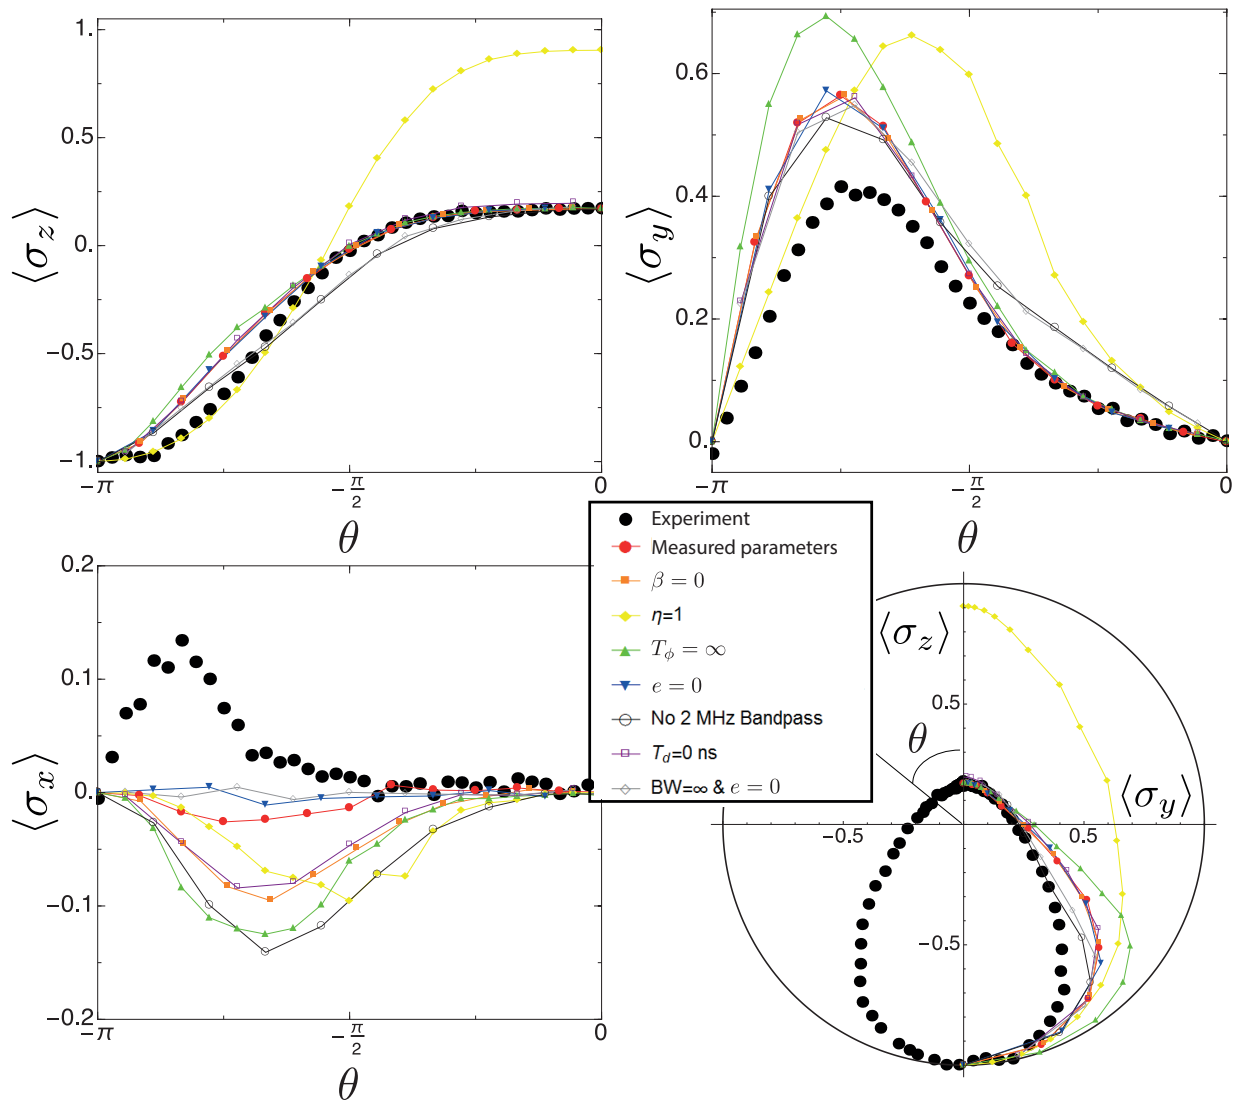 1.
0.5
0.
−0.5
−1.
⟨σz⟩
−π
−π/2
0
θ
0.6
0.4
0.2
0.
⟨σy⟩
−π
−π/2
0
θ
Experiment
Measured parameters
β = 0
η=1
Tϕ = ∞
e = 0
No 2 MHz Bandpass
Td=0 ns
BW=∞ & e = 0
0.2
0.1
0.
−0.1
−0.2
⟨σx⟩
−π
−π/2
0
θ
⟨σz⟩
0.5
θ
⟨σy⟩
−0.5
0.5
−0.5